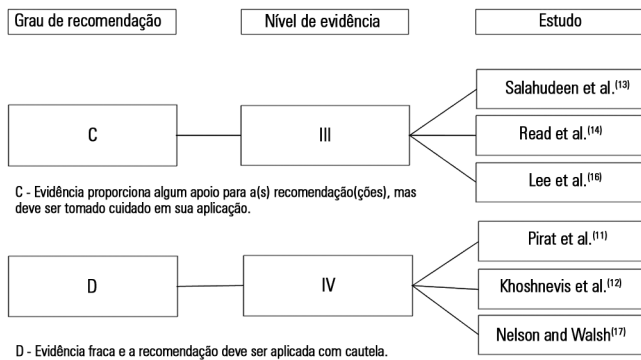 Grau de recomendação
Nível de evidência
Estudo
C
III
Salahudeen et al.(13)
Read et al.(14)
Lee et al.(16)
C - Evidência proporciona algum apoio para a(s) recomendação(ções), mas
deve ser tomado cuidado em sua aplicação.
D
IV
Pirat et al.(11)
Khoshnevis et al.(12)
Nelson and Walsh(17)
D - Evidência fraca e a recomendação deve ser aplicada com cautela.